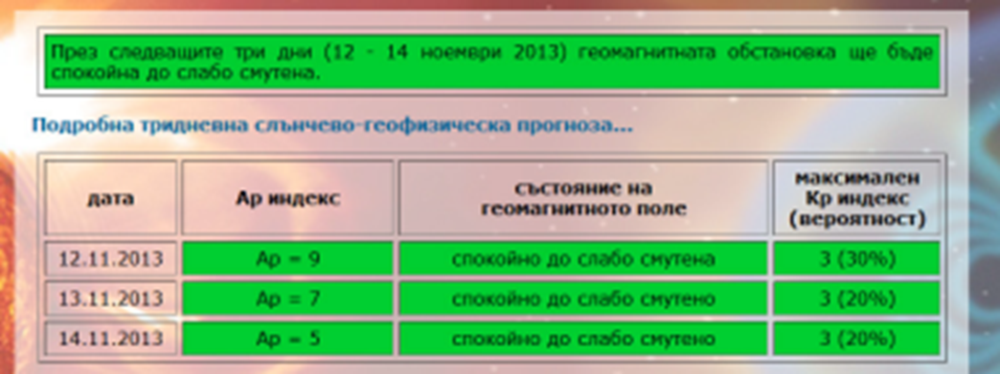 През следващите три дни (12 - 14 ноември 2013) геомагнитната обстановка ще бъде
спокойна до слабо смутена.
Подробна тридневна слънчево-геофизическа прогноза...
дата Ap индекс състояние на геомагнитното поле максимален Kp индекс (вероятност)
12.11.2013 Ap = 9 спокойно до слабо смутена 3 (30%)
13.11.2013 Ap = 7 спокойно до слабо смутено 3 (20%)
14.11.2013 Ap = 5 спокойно до слабо смутено 3 (20%)